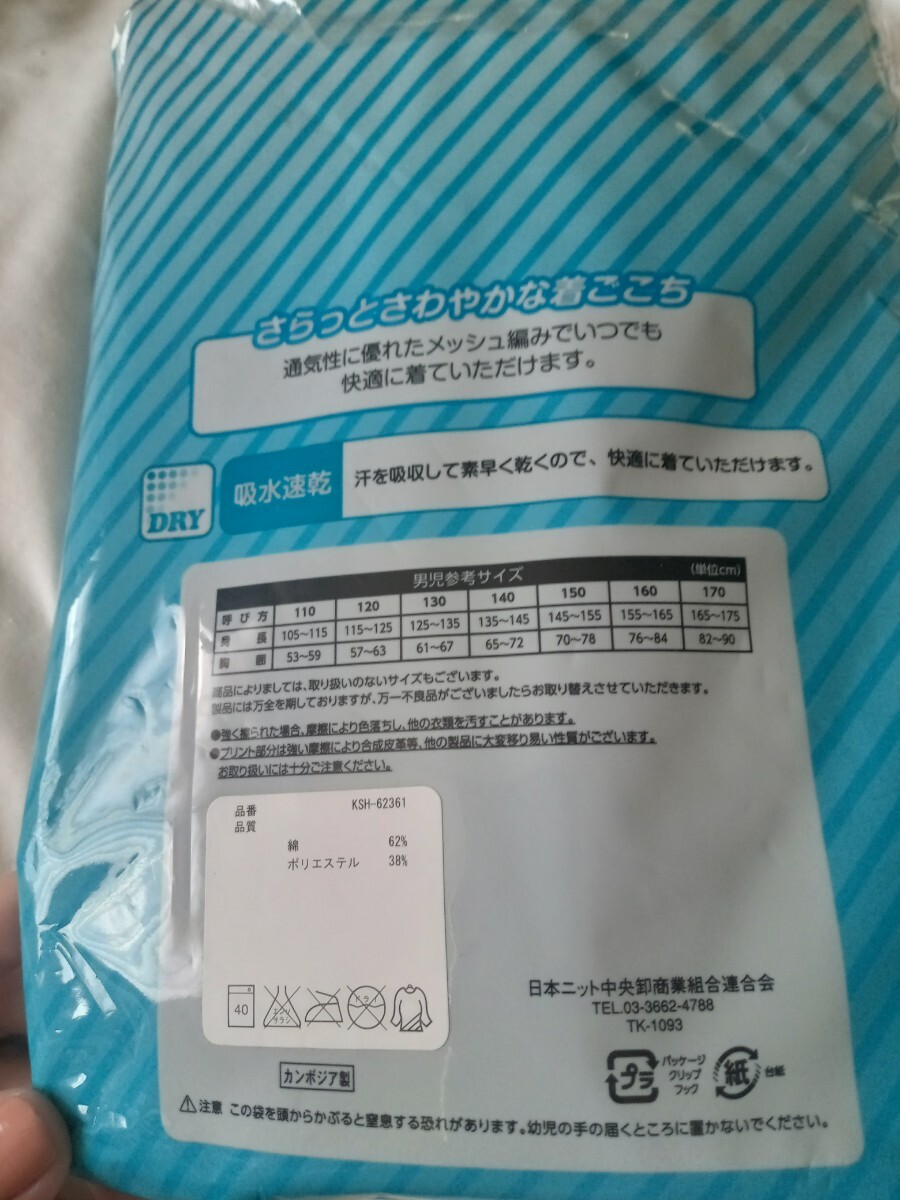 さらっとさわやかな着ごこち
通気性に優れたメッシュ編みでいつでも
快適に着ていただけます。
DRY
吸水速乾
汗を吸収して素早く乾くので、快適に着ていただけます。
男児参考サイズ (単位cm)
呼び方 110 120 130 140 150 160 170
身長 105～115 115～125 125～135 135～145 145～155 155～165 165～175
胸囲 53～59 57～63 61～67 65～72 70～78 76～84 82～90
商品によりましては、取り扱いのないサイズもございます。
製品には万全を期しておりますが、万一不良品がございましたらお取り替えさせていただきます。
●強く擦られた場合、摩擦により色落ちし、他の衣類を汚すことがあります。
●プリント部分は強い摩擦により合成皮革等、他の製品に大変移り易い性質がございます。
お取り扱いには十分ご注意ください。
品番 KSH-62361
品質
綿 62%
ポリエステル 38%
40
エンソ
サラシ
ドライ
日本ニット中央卸商業組合連合会
TEL.03-3662-4788
TK-1093
カンボジア製
プラ
パッケージ
クリップ
フック
紙
台紙
⚠注意 この袋を頭からかぶると窒息する恐れがあります。幼児の手の届くところに置かないでください。